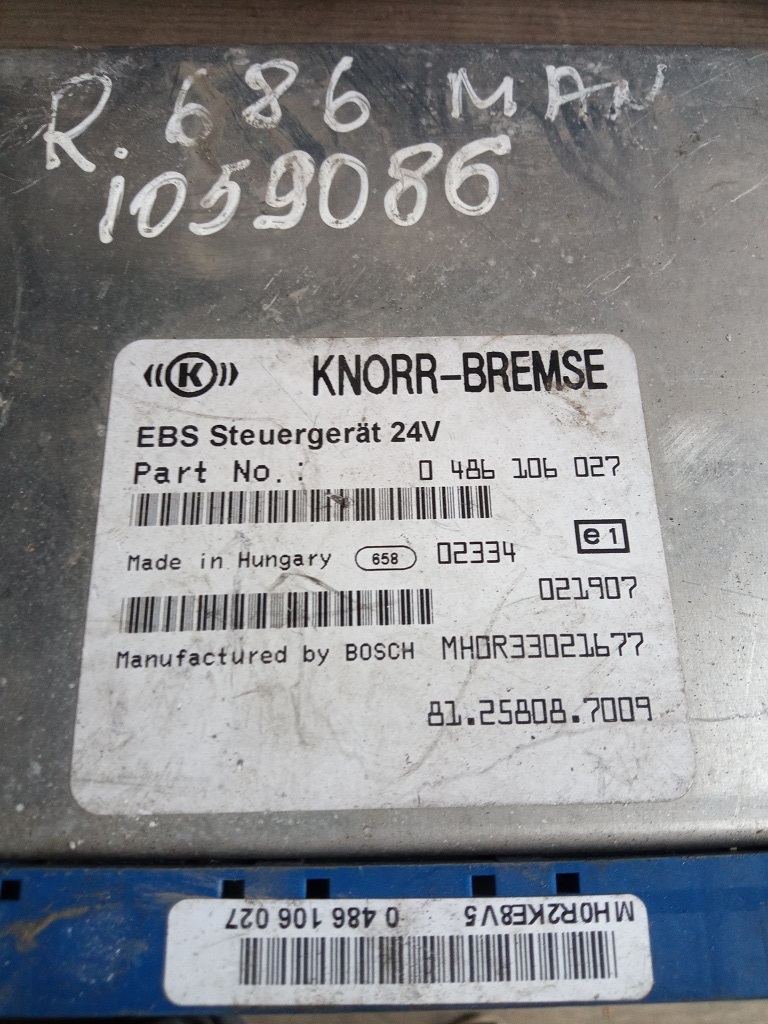 R. 686 MAN
1059086
((K)) KNORR-BREMSE
EBS Steuergerät 24V
Part No.: 0 486 106 027
Made in Hungary 658 02334 e1
021907
Manufactured by BOSCH MH0R33021677
81.25808.7009
MH0R2KE8V5 0 486 106 027